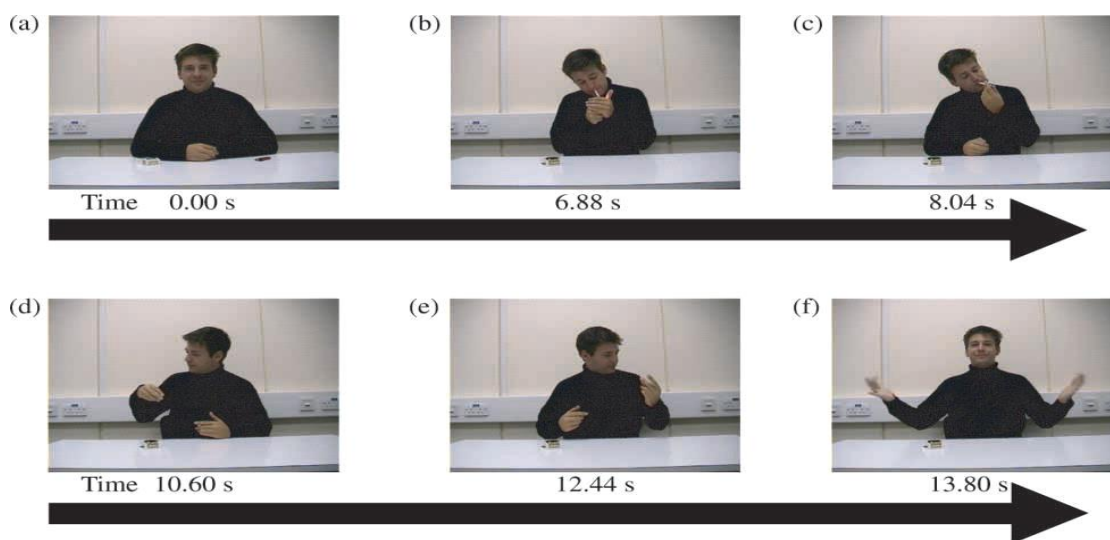 (a) (b) (c)
Time 0.00 s 6.88 s 8.04 s
(d) (e) (f)
Time 10.60 s 12.44 s 13.80 s